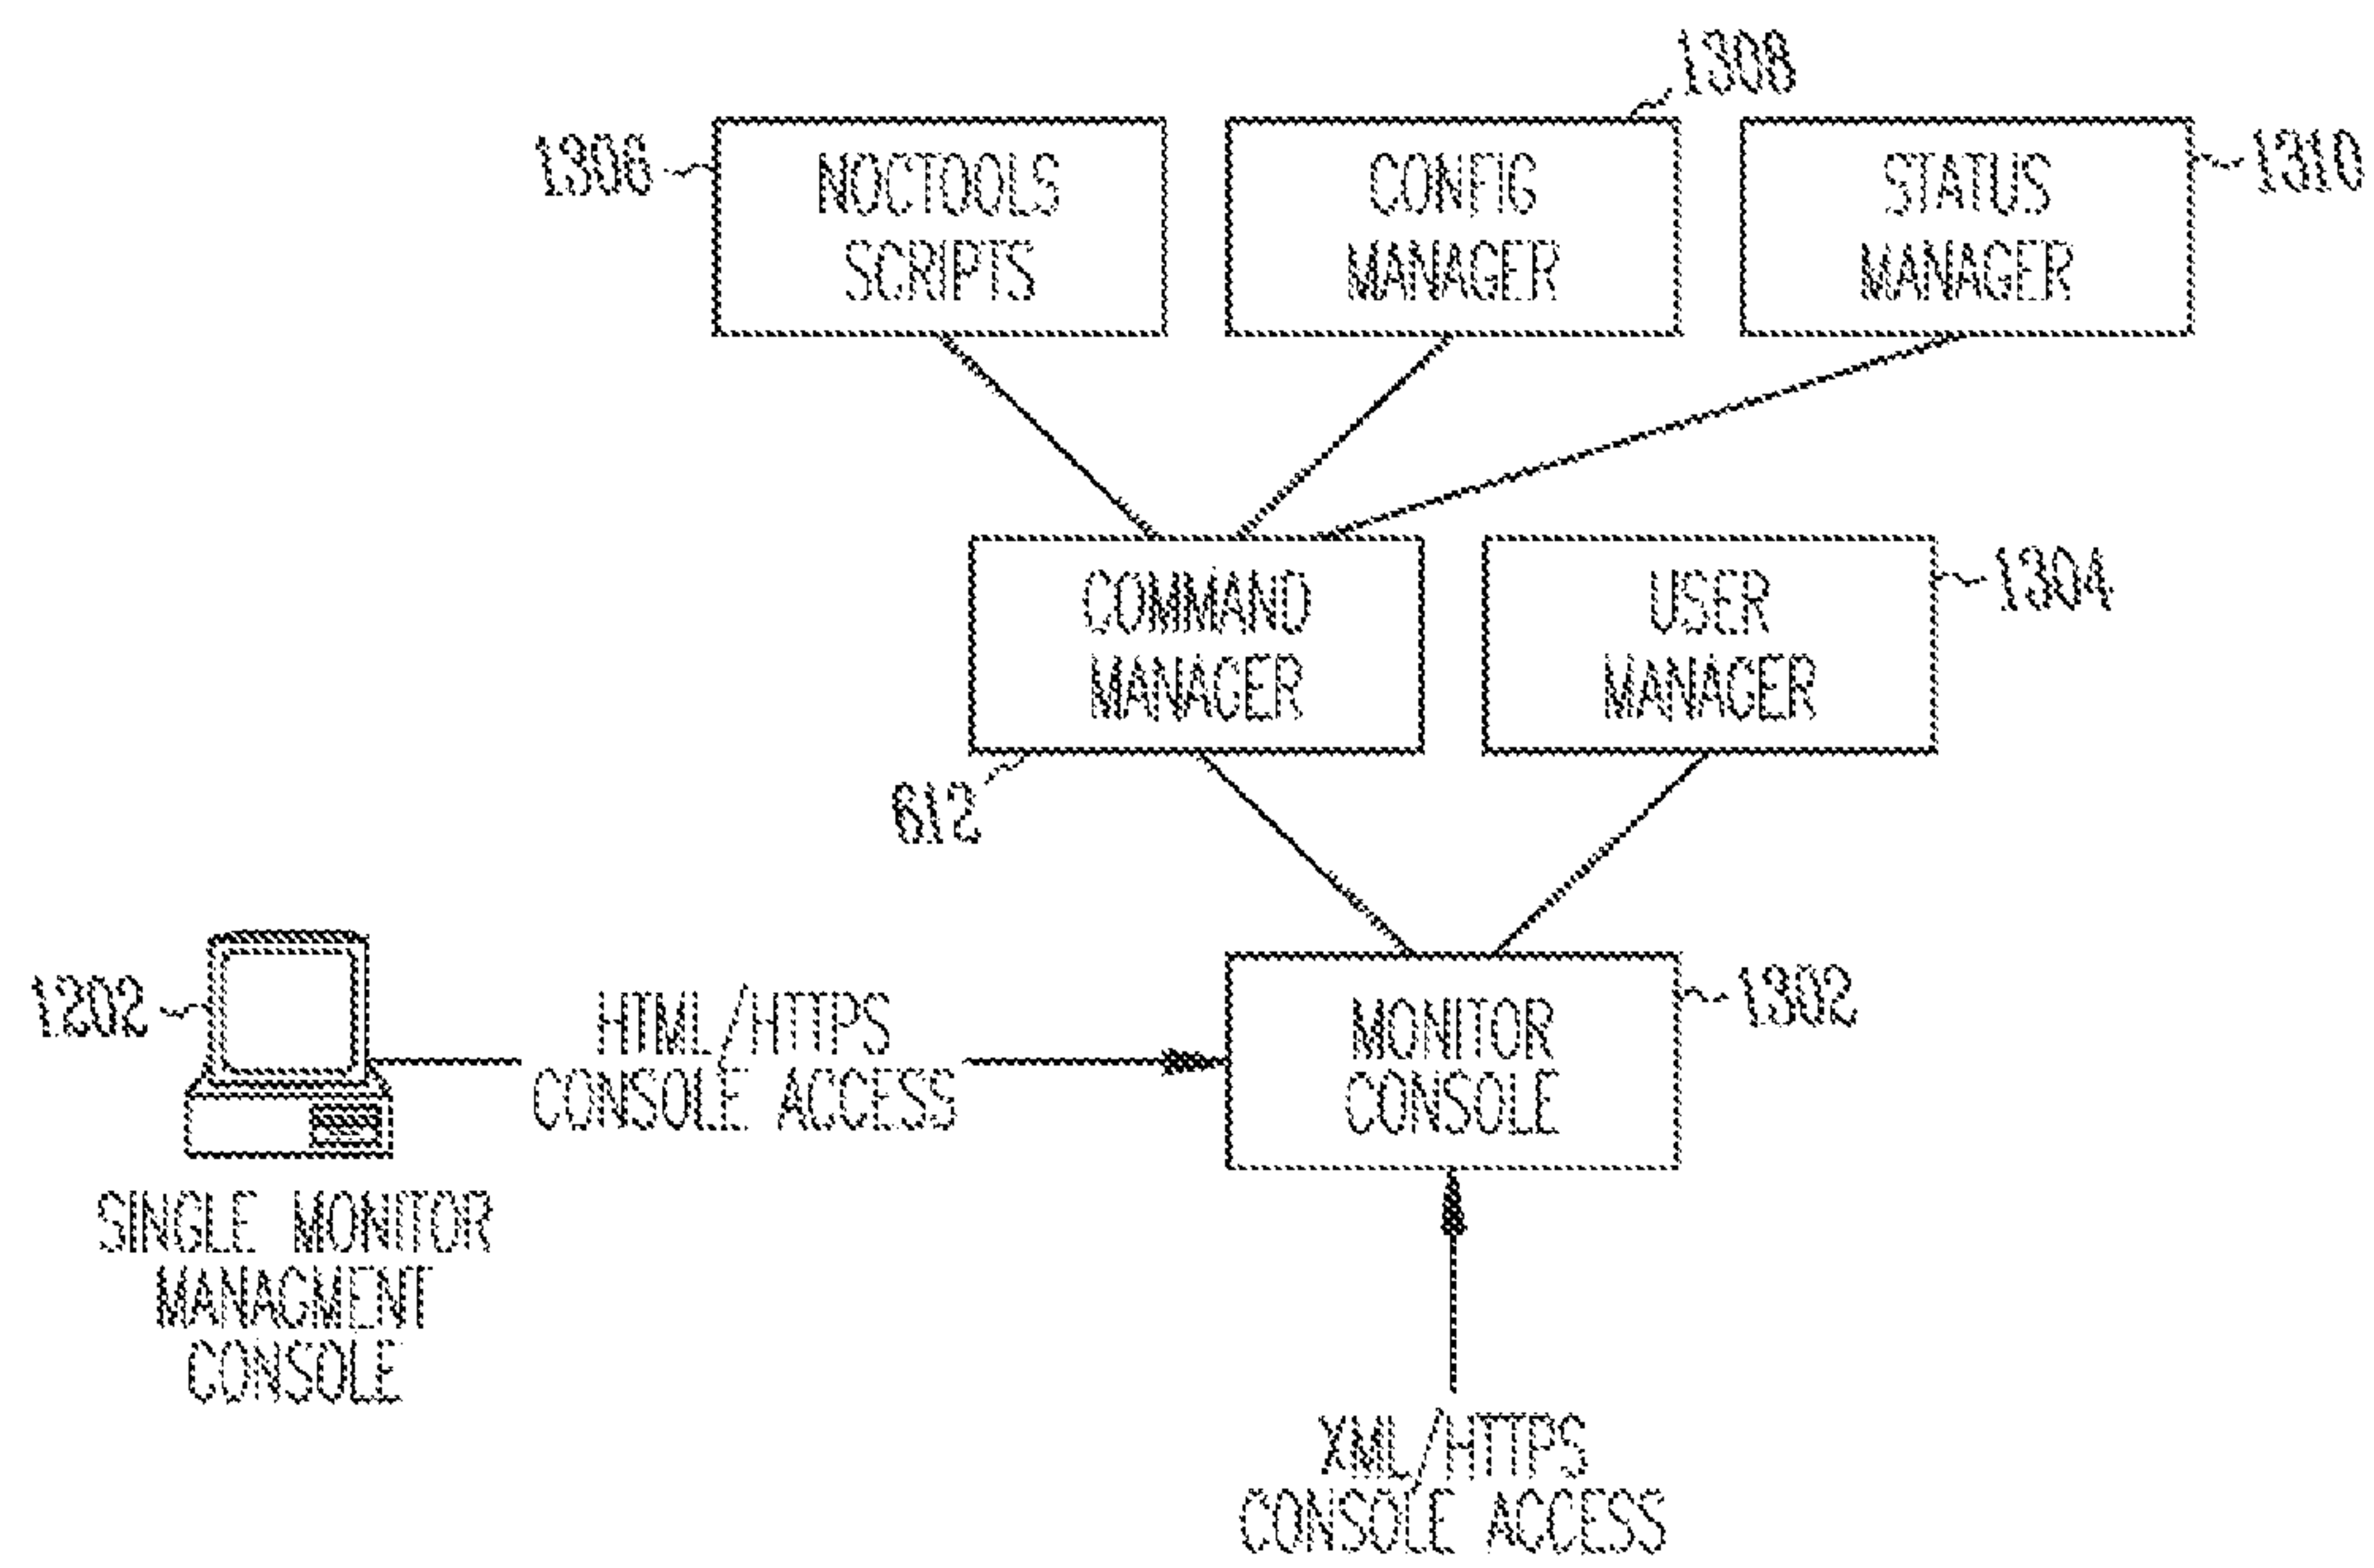 1308
1306
NOCTOOLS
SCRIPTS
CONFIG
MANAGER
STATUS
MANAGER
1310
COMMAND
MANAGER
USER
MANAGER
1304
612
1202
HTML/HTTPS
CONSOLE ACCESS
MONITOR
CONSOLE
1302
SINGLE MONITOR
MANAGMENT
CONSOLE
XML/HTTPS
CONSOLE ACCESS